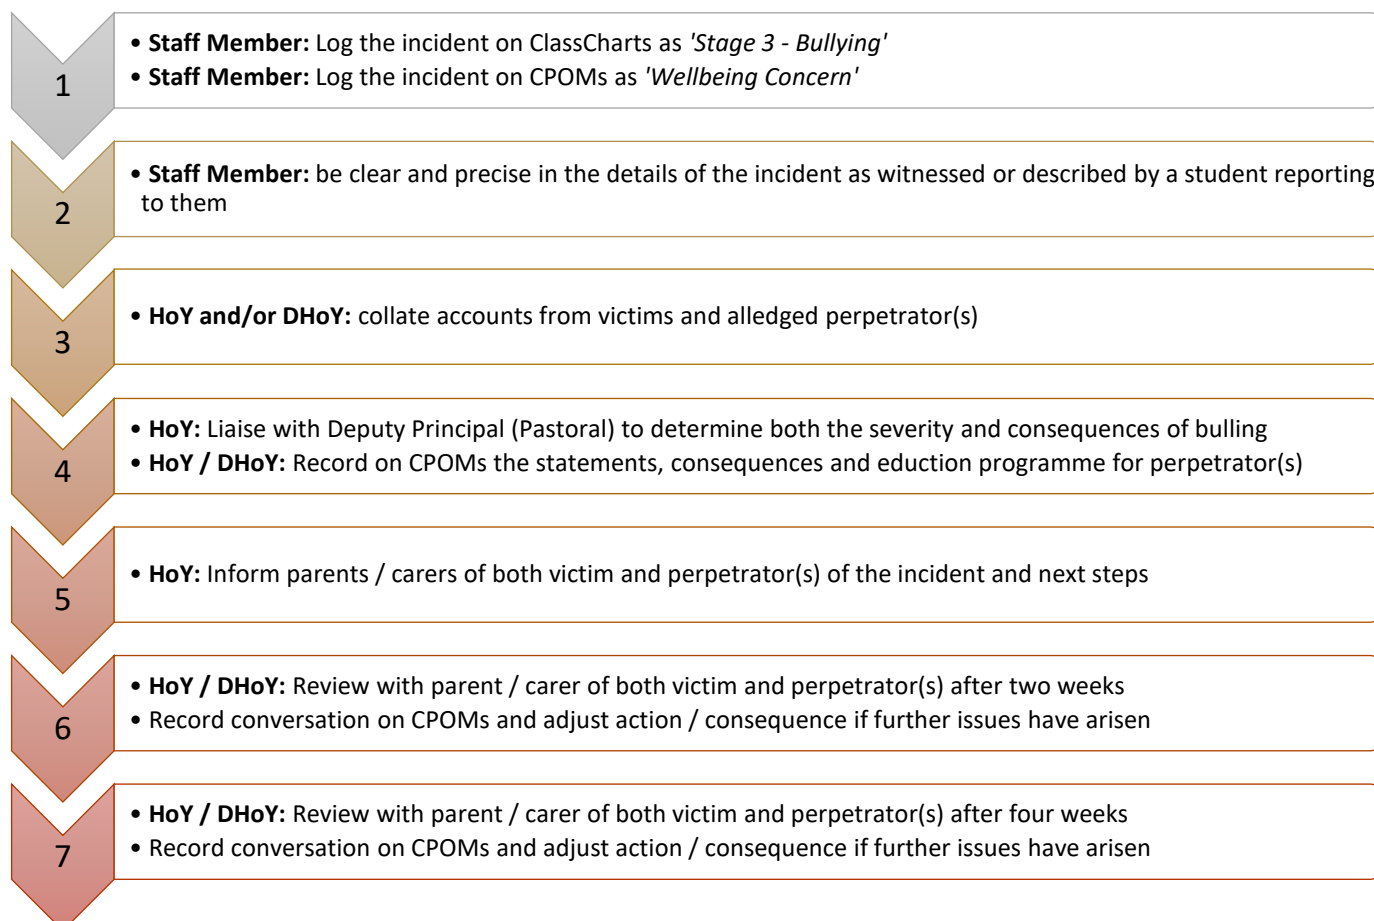 1
• Staff Member: Log the incident on ClassCharts as 'Stage 3 - Bullying'
• Staff Member: Log the incident on CPOMs as 'Wellbeing Concern'
2
• Staff Member: be clear and precise in the details of the incident as witnessed or described by a student reporting
to them
3
• HoY and/or DHoY: collate accounts from victims and alledged perpetrator(s)
4
• HoY: Liaise with Deputy Principal (Pastoral) to determine both the severity and consequences of bulling
• HoY / DHoY: Record on CPOMs the statements, consequences and eduction programme for perpetrator(s)
5
• HoY: Inform parents / carers of both victim and perpetrator(s) of the incident and next steps
6
• HoY / DHoY: Review with parent / carer of both victim and perpetrator(s) after two weeks
• Record conversation on CPOMs and adjust action / consequence if further issues have arisen
7
• HoY / DHoY: Review with parent / carer of both victim and perpetrator(s) after four weeks
• Record conversation on CPOMs and adjust action / consequence if further issues have arisen